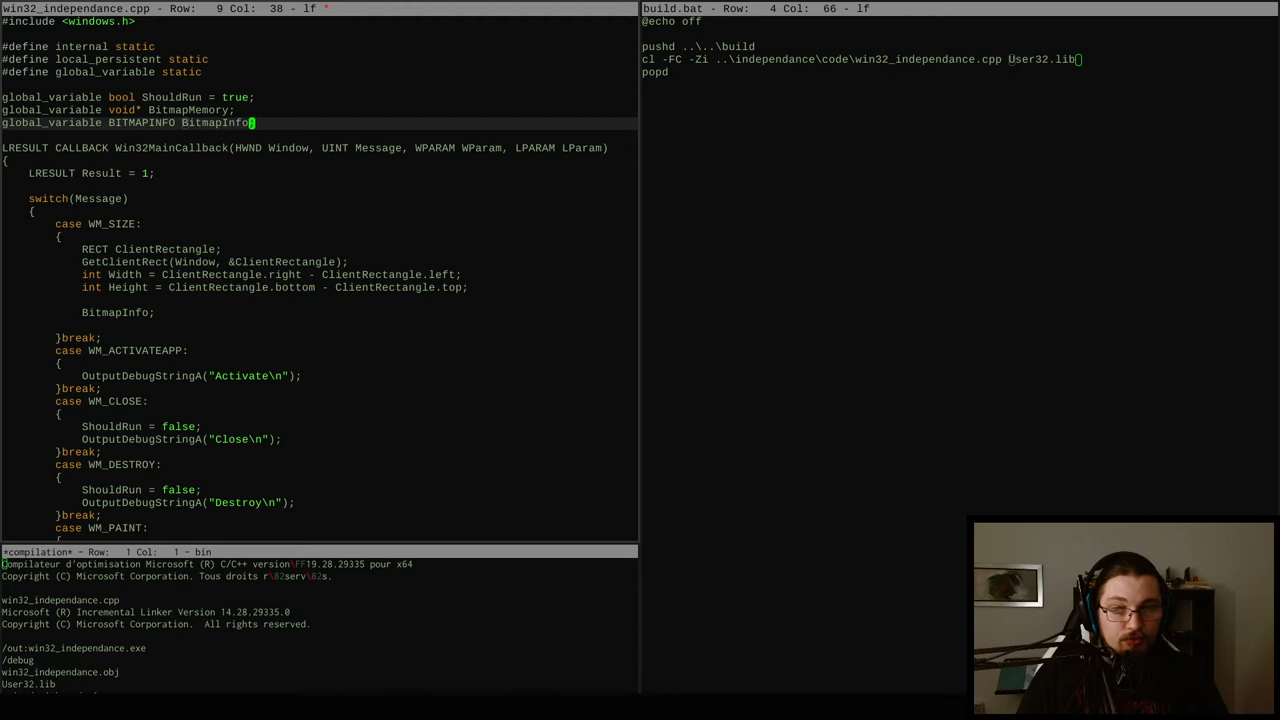 win32_independance.cpp - Row:   9 Col:  38 - lf *
#include <windows.h>
#define internal static
#define local_persistent static
#define global_variable static
global_variable bool ShouldRun = true;
global_variable void* BitmapMemory;
global_variable BITMAPINFO BitmapInfo;
LRESULT CALLBACK Win32MainCallback(HWND Window, UINT Message, WPARAM WParam, LPARAM LParam)
{
    LRESULT Result = 1;
    switch(Message)
    {
        case WM_SIZE:
        {
            RECT ClientRectangle;
            GetClientRect(Window, &ClientRectangle);
            int Width = ClientRectangle.right - ClientRectangle.left;
            int Height = ClientRectangle.bottom - ClientRectangle.top;
            BitmapInfo;
        }break;
        case WM_ACTIVATEAPP:
        {
            OutputDebugStringA("Activate\n");
        }break;
        case WM_CLOSE:
        {
            ShouldRun = false;
            OutputDebugStringA("Close\n");
        }break;
        case WM_DESTROY:
        {
            ShouldRun = false;
            OutputDebugStringA("Destroy\n");
        }break;
        case WM_PAINT:
*compilation* - Row:   1 Col:   1 - bin
Compilateur d'optimisation Microsoft (R) C/C++ version\FF19.28.29335 pour x64
Copyright (C) Microsoft Corporation. Tous droits r\82serv\82s.
win32_independance.cpp
Microsoft (R) Incremental Linker Version 14.28.29335.0
Copyright (C) Microsoft Corporation.  All rights reserved.
/out:win32_independance.exe
/debug
win32_independance.obj
User32.lib
build.bat - Row:   4 Col:  66 - lf
@echo off
pushd ..\..\build
cl -FC -Zi ..\independance\code\win32_independance.cpp User32.lib
popd